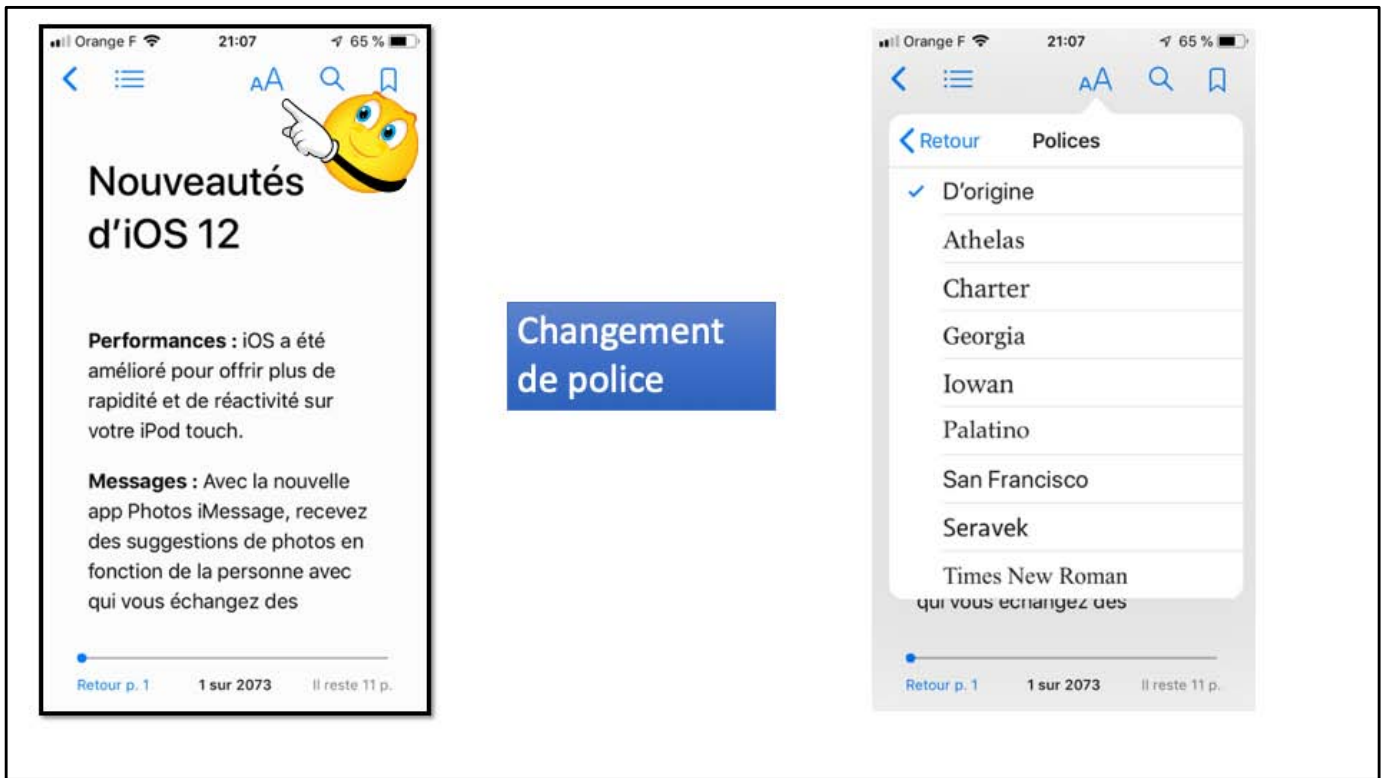 Orange F 21:07 65 %
AA
Nouveautés
d'iOS 12
Performances : iOS a été
amélioré pour offrir plus de
rapidité et de réactivité sur
votre iPod touch.
Messages : Avec la nouvelle
app Photos iMessage, recevez
des suggestions de photos en
fonction de la personne avec
qui vous échangez des
Retour p. 1 1 sur 2073 Il reste 11 p.
Changement
de police
Orange F 21:07 65 %
AA
Retour Polices
D'origine
Athelas
Charter
Georgia
Iowan
Palatino
San Francisco
Seravek
Times New Roman
qui vous échangez des
Retour p. 1 1 sur 2073 Il reste 11 p.